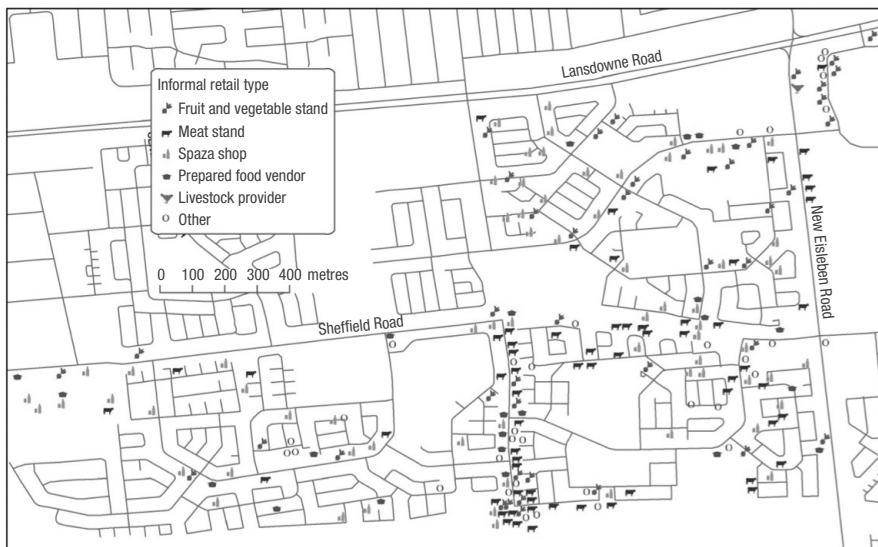 Lansdowne Road
Informal retail type
Fruit and vegetable stand
Meat stand
Spaza shop
Prepared food vendor
Livestock provider
Other
0 100 200 300 400 metres
New Eisleben Road
Sheffield Road